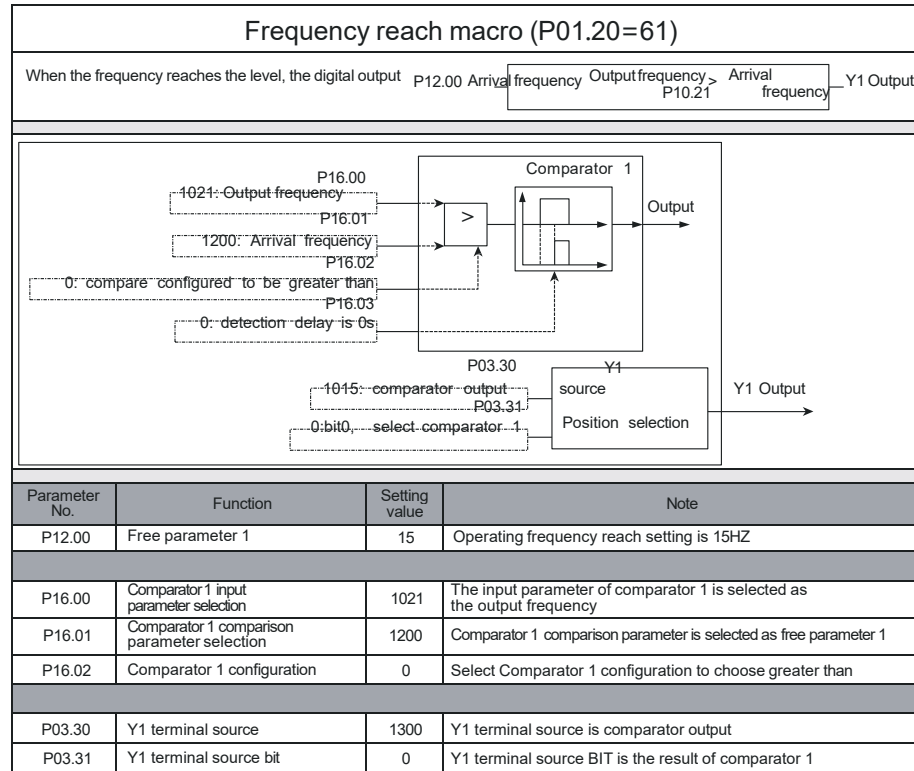 Frequency reach macro (P01.20=61)
When the frequency reaches the level, the digital output
P12.00 Arrival frequency
Output frequency > Arrival
P10.21 frequency
Y1 Output
P16.00
1021: Output frequency
P16.01
1200: Arrival frequency
P16.02
0: compare configured to be greater than
P16.03
0: detection delay is 0s
Comparator 1
>
Output
P03.30
1015: comparator output
P03.31
0:bit0, select comparator 1
Y1
source
Position selection
Y1 Output
Parameter No. Function Setting value Note
P12.00 Free parameter 1 15 Operating frequency reach setting is 15HZ
P16.00 Comparator 1 input parameter selection 1021 The input parameter of comparator 1 is selected as the output frequency
P16.01 Comparator 1 comparison parameter selection 1200 Comparator 1 comparison parameter is selected as free parameter 1
P16.02 Comparator 1 configuration 0 Select Comparator 1 configuration to choose greater than
P03.30 Y1 terminal source 1300 Y1 terminal source is comparator output
P03.31 Y1 terminal source bit 0 Y1 terminal source BIT is the result of comparator 1